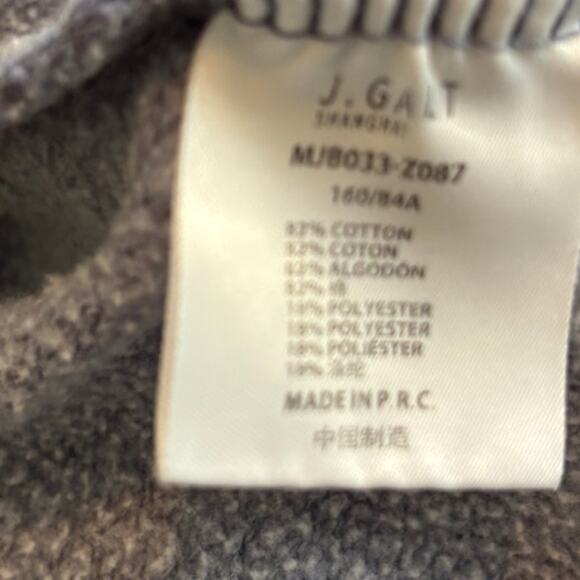 J.GALT
SHANGHAI
MJB033-Z087
160/84A
82% COTTON
82% COTON
82% ALGODÓN
82% 棉
18% POLYESTER
18% POLYESTER
18% POLIÉSTER
18% 涤纶
MADE IN P.R.C.
中国制造